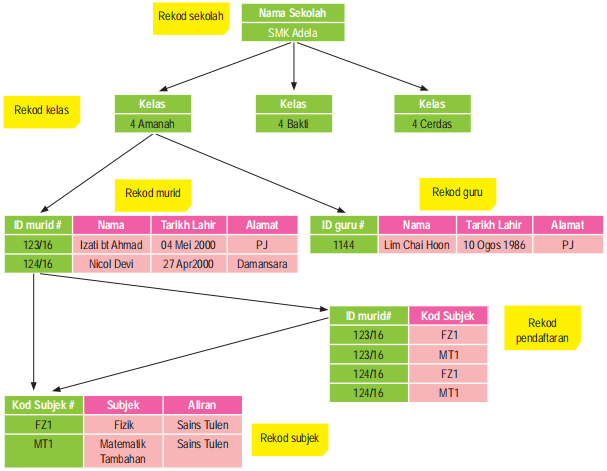 Rekod sekolah
Nama Sekolah
SMK Adela
Rekod kelas
Kelas
4 Amanah
Kelas
4 Bakti
Kelas
4 Cerdas
Rekod murid
Rekod guru
ID murid # Nama Tarikh Lahir Alamat
123/16 Izati bt Ahmad 04 Mei 2000 PJ
124/16 Nicol Devi 27 Apr2000 Damansara
ID guru # Nama Tarikh Lahir Alamat
1144 Lim Chai Hoon 10 Ogos 1986 PJ
ID murid# Kod Subjek
123/16 FZ1
123/16 MT1
124/16 FZ1
124/16 MT1
Rekod
pendaftaran
Kod Subjek # Subjek Aliran
FZ1 Fizik Sains Tulen
MT1 Matematik Sains Tulen
Tambahan
Rekod subjek